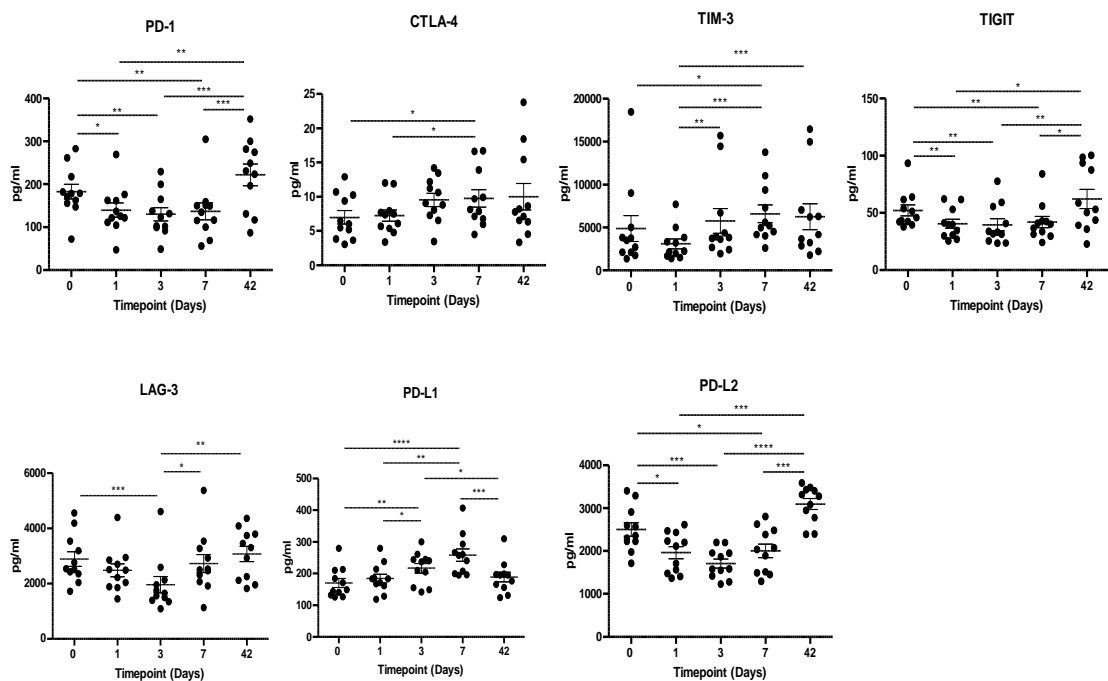 PD-1
**
**
***
**
***
*
400
300
200
100
0
pg/ml
0 1 3 7 42
Timepoint (Days)
CTLA-4
*
*
25
20
15
10
5
0
pg/ml
0 1 3 7 42
Timepoint (Days)
TIM-3
***
*
***
**
20000
15000
10000
5000
0
pg/ml
0 1 3 7 42
Timepoint (Days)
TIGIT
*
**
**
**
*
**
150
100
50
0
pg/ml
0 1 3 7 42
Timepoint (Days)
LAG-3
**
*
***
6000
4000
2000
0
pg/ml
0 1 3 7 42
Timepoint (Days)
PD-L1
****
**
*
***
**
*
500
400
300
200
100
0
pg/ml
0 1 3 7 42
Timepoint (Days)
PD-L2
***
*
****
***
***
*
4000
3000
2000
1000
0
pg/ml
0 1 3 7 42
Timepoint (Days)